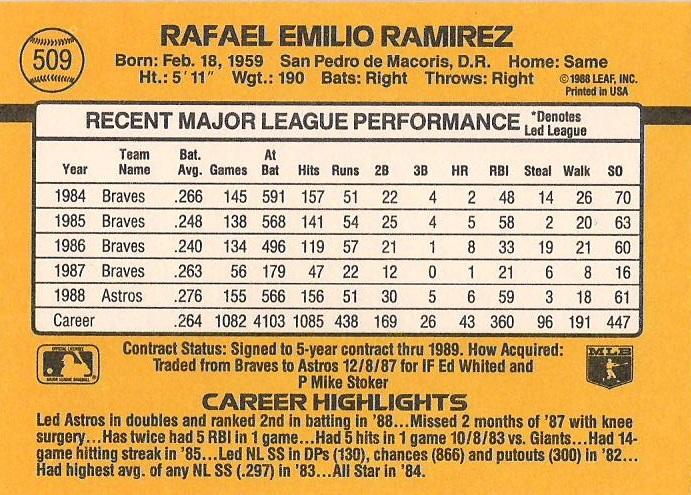 509
RAFAEL EMILIO RAMIREZ
Born: Feb. 18, 1959 San Pedro de Macoris, D.R. Home: Same
Ht.: 5' 11" Wgt.: 190 Bats: Right Throws: Right
©1988 LEAF, INC.
Printed in USA
RECENT MAJOR LEAGUE PERFORMANCE *Denotes Led League
Year Team Name Bat. Avg. Games At Bat Hits Runs 2B 3B HR RBI Steal Walk SO
1984 Braves .266 145 591 157 51 22 4 2 48 14 26 70
1985 Braves .248 138 568 141 54 25 4 5 58 2 20 63
1986 Braves .240 134 496 119 57 21 1 8 33 19 21 60
1987 Braves .263 56 179 47 22 12 0 1 21 6 8 16
1988 Astros .276 155 566 156 51 30 5 6 59 3 18 61
Career .264 1082 4103 1085 438 169 26 43 360 96 191 447
Contract Status: Signed to 5-year contract thru 1989. How Acquired:
Traded from Braves to Astros 12/8/87 for IF Ed Whited and
P Mike Stoker
MLB
CAREER HIGHLIGHTS
Led Astros in doubles and ranked 2nd in batting in '88...Missed 2 months of '87 with knee
surgery...Has twice had 5 RBI in 1 game...Had 5 hits in 1 game 10/8/83 vs. Giants...Had 14-
game hitting streak in '85...Led NL SS in DPs (130), chances (866) and putouts (300) in '82...
Had highest avg. of any NL SS (.297) in '83...All Star in '84.